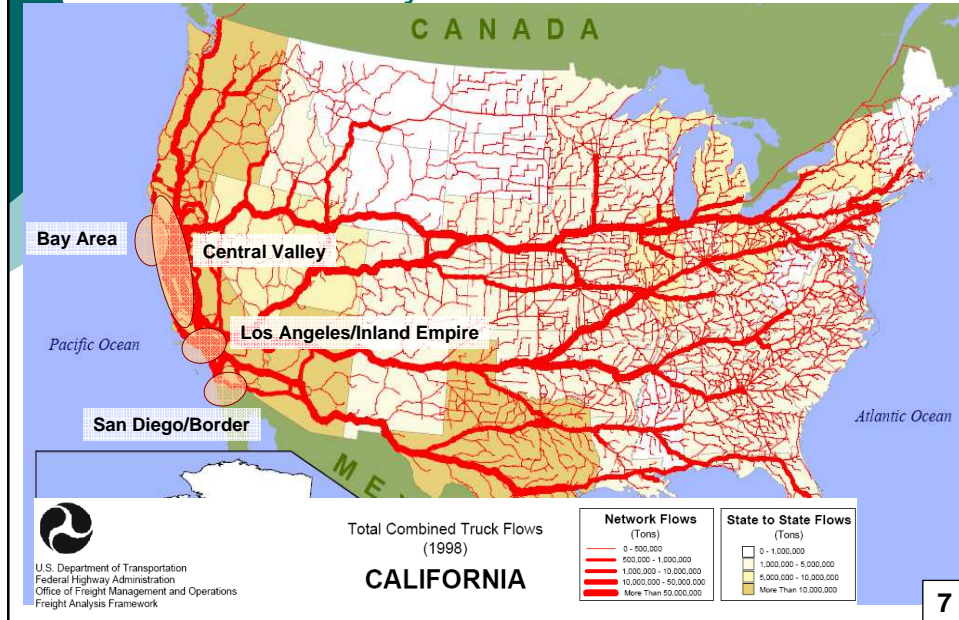 CANADA
Bay Area
Central Valley
Los Angeles/Inland Empire
Pacific Ocean
San Diego/Border
Atlantic Ocean
U.S. Department of Transportation
Federal Highway Administration
Office of Freight Management and Operations
Freight Analysis Framework
Total Combined Truck Flows
(1998)
CALIFORNIA
Network Flows
(Tons)
0 - 500,000
500,000 - 1,000,000
1,000,000 - 10,000,000
10,000,000 - 50,000,000
More Than 50,000,000
State to State Flows
(Tons)
0 - 1,000,000
1,000,000 - 5,000,000
5,000,000 - 10,000,000
More Than 10,000,000
7